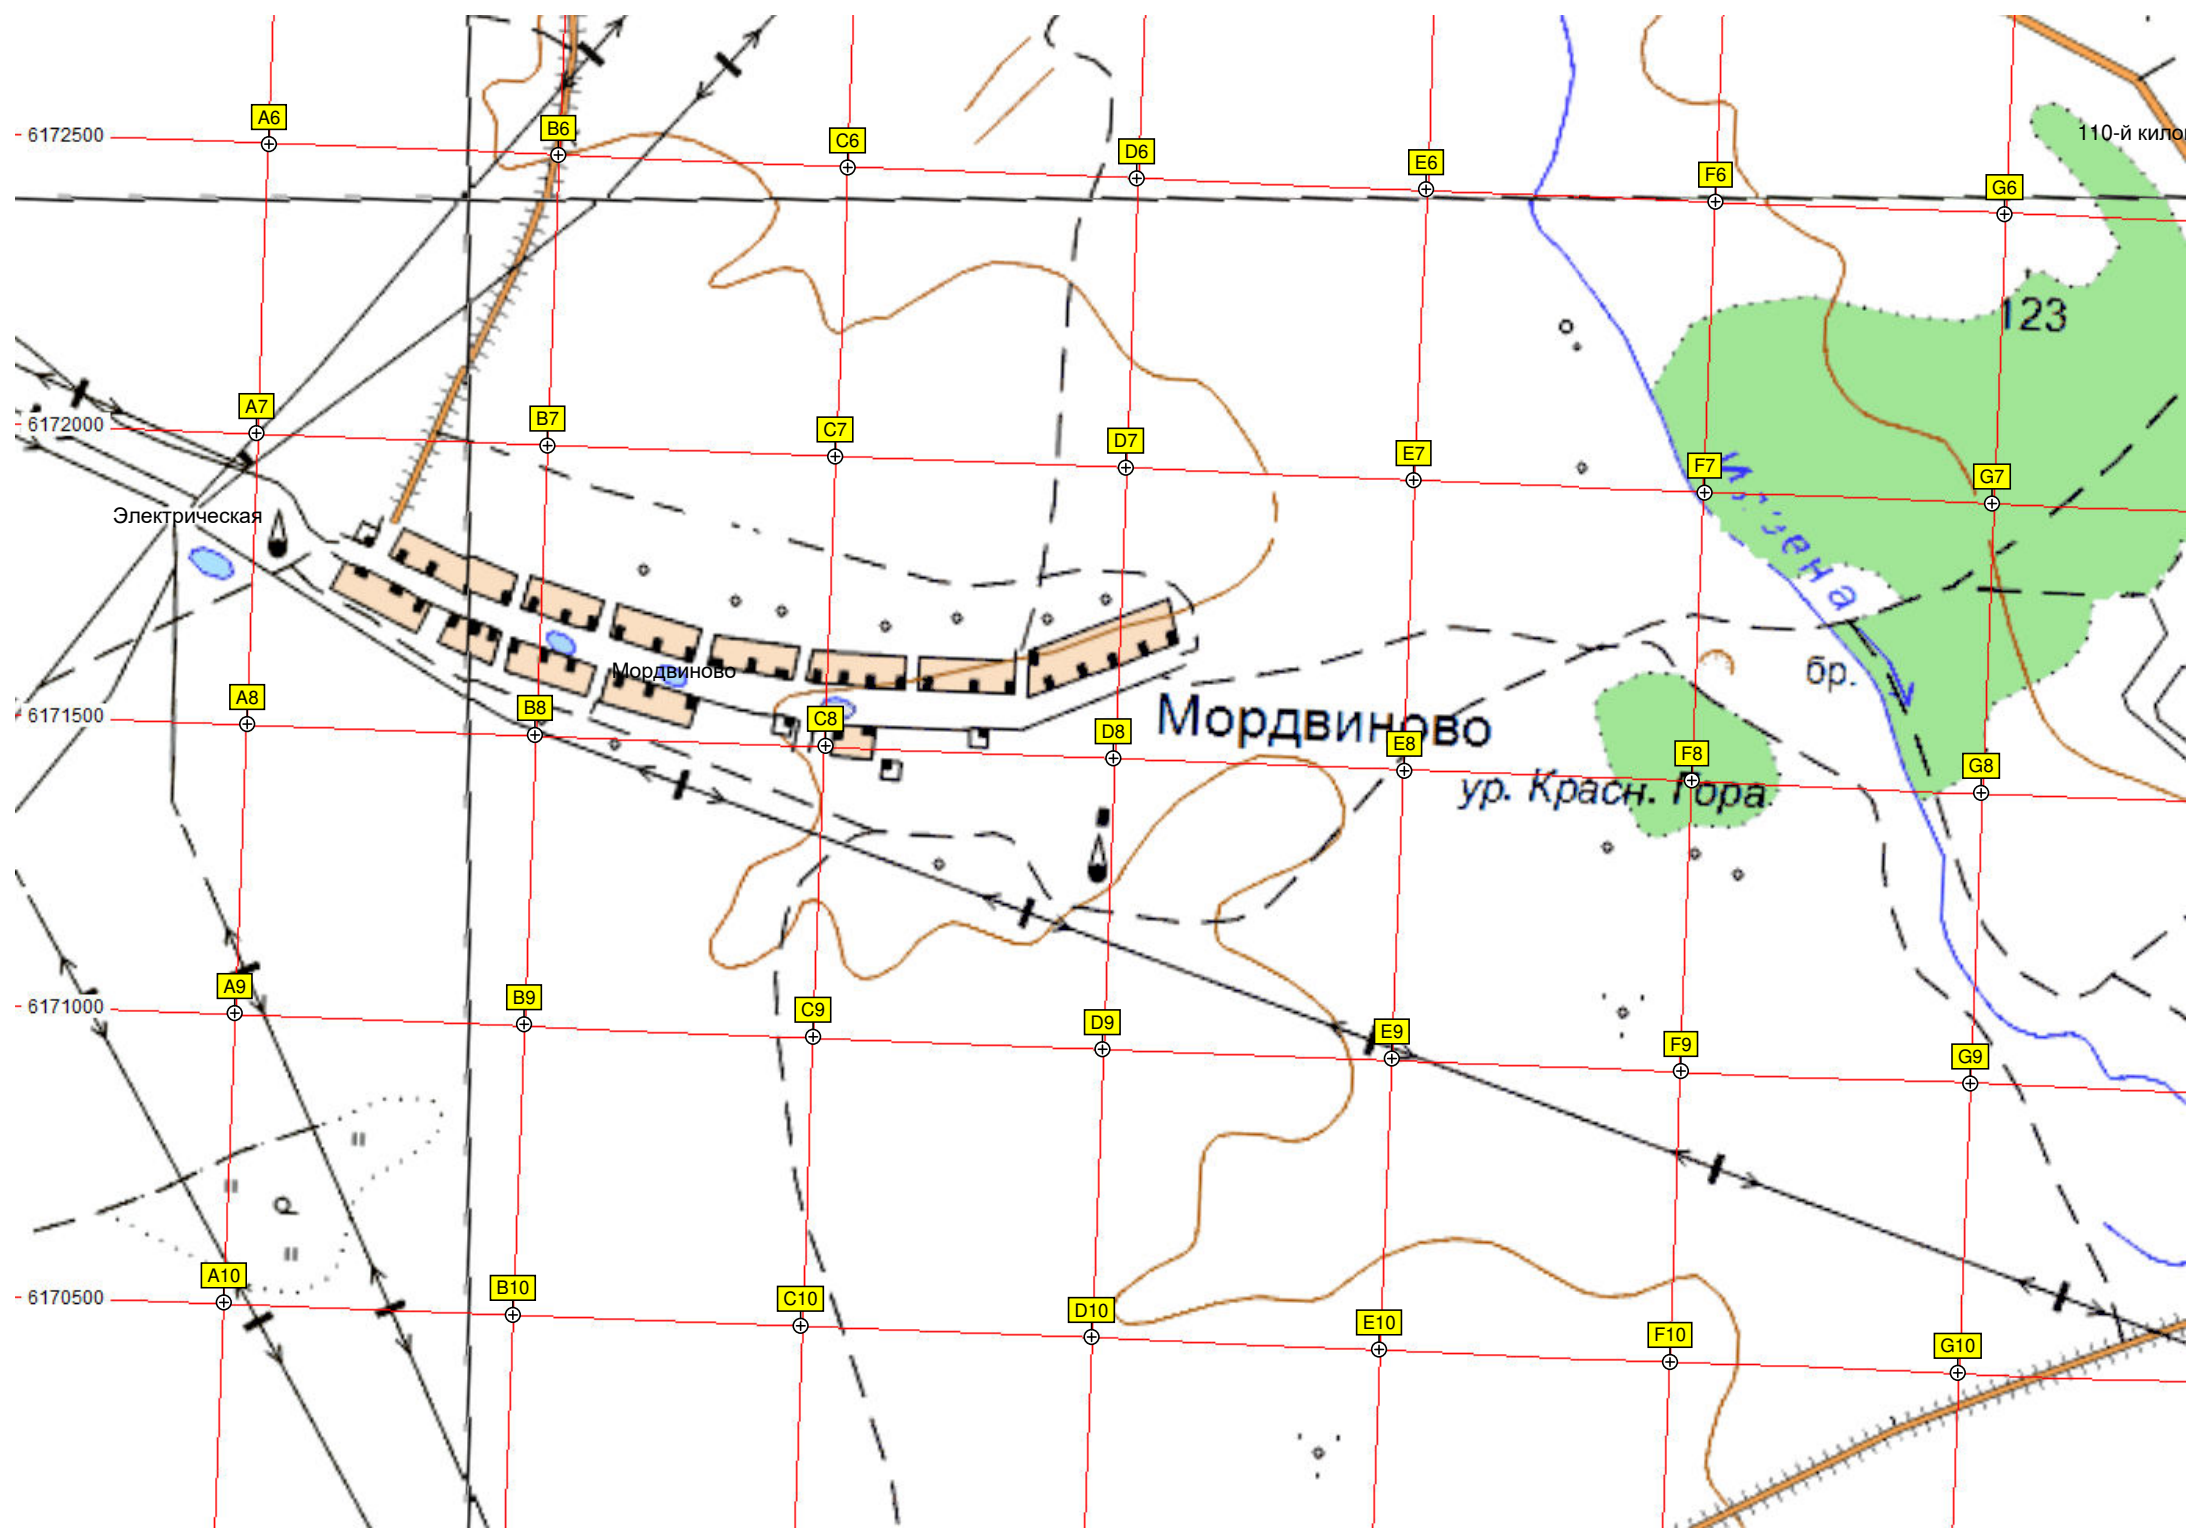 A6
B6
C6
D6
E6
F6
G6
6172500
110-й кило
123
A7
B7
C7
D7
E7
F7
G7
6172000
Электрическая
Мордвиново
бр.
A8
B8
C8
D8
E8
F8
G8
6171500
Мордвиново
ур. Красн. Гора
A9
B9
C9
D9
E9
F9
G9
6171000
A10
B10
C10
D10
E10
F10
G10
6170500